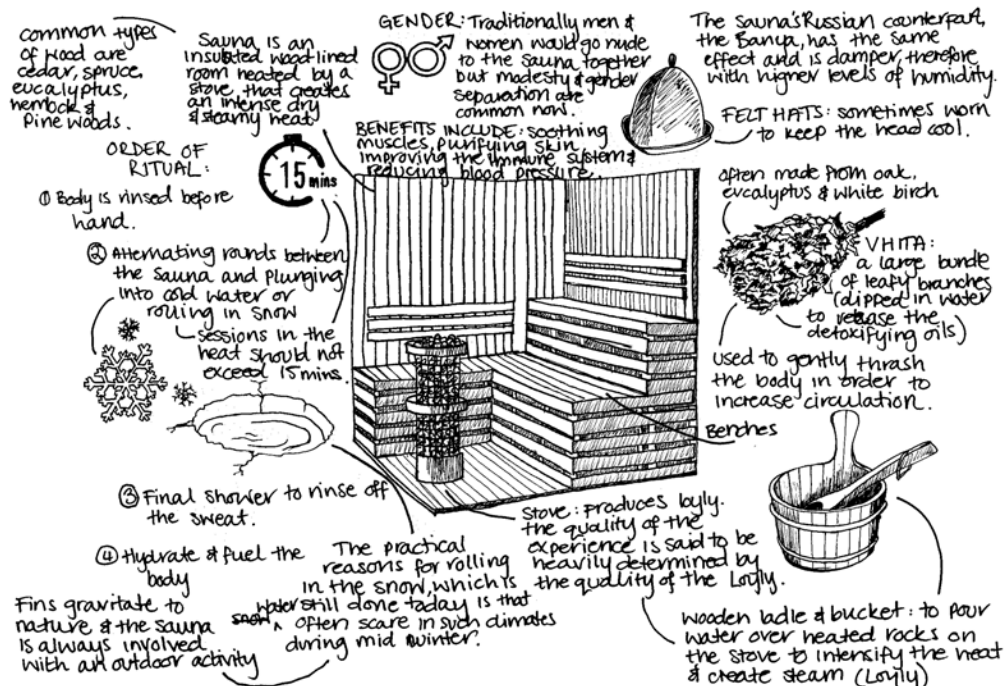 common types
of wood are
cedar, spruce,
eucalyptus,
hemlock &
pine woods.
Sauna is an
insulated wood-lined
room heated by a
stove, that creates
an intense dry
& steamy heat
GENDER: Traditionally men &
women would go nude
to the sauna together
but modesty & gender
separation are
common now.
The Sauna's Russian counterpart,
the Banya, has the same
effect and is damper, therefore
with higher levels of humidity.
FELT HATS: sometimes worn
to keep the head cool.
BENEFITS INCLUDE: soothing
muscles, purifying skin,
improving the immune system &
reducing blood pressure.
ORDER OF
RITUAL:
15 mins
① Body is rinsed before
hand.
② Alternating rounds between
the sauna and plunging
into cold water or
rolling in snow
sessions in the
heat should not
exceed 15 mins.
often made from oak,
eucalyptus & white birch
VHITA:
a large bundle
of leafy branches
(dipped in water
to release the
detoxifying oils)
used to gently thrash
the body in order to
increase circulation.
Benches
③ Final shower to rinse off
the sweat.
④ Hydrate & fuel the
body
Fins gravitate to
nature & the sauna
is always involved
with an outdoor activity
The practical
reasons for rolling
in the snow, which is
still done today is that
snow water often scare in such climates
during mid winter.
Stove: Produces loyly.
the quality of the
experience is said to be
heavily determined by
the quality of the Loyly.
wooden ladle & bucket: to pour
water over heated rocks on
the stove to intensify the heat
& create steam (Loyly)